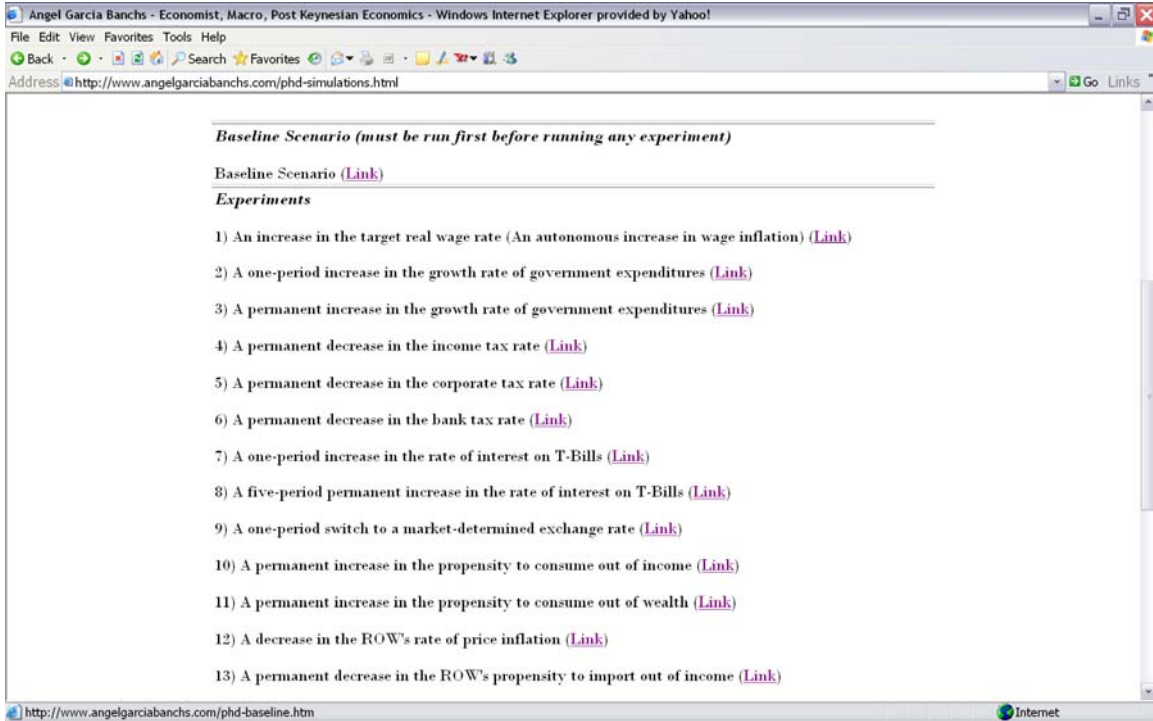 Angel Garcia Banchs - Economist, Macro, Post Keynesian Economics - Windows Internet Explorer provided by Yahoo!
File Edit View Favorites Tools Help
Back Search Favorites
Address http://www.angelgarciabanchs.com/phd-simulations.html Go Links
Baseline Scenario (must be run first before running any experiment)
Baseline Scenario (Link)
Experiments
1) An increase in the target real wage rate (An autonomous increase in wage inflation) (Link)
2) A one-period increase in the growth rate of government expenditures (Link)
3) A permanent increase in the growth rate of government expenditures (Link)
4) A permanent decrease in the income tax rate (Link)
5) A permanent decrease in the corporate tax rate (Link)
6) A permanent decrease in the bank tax rate (Link)
7) A one-period increase in the rate of interest on T-Bills (Link)
8) A five-period permanent increase in the rate of interest on T-Bills (Link)
9) A one-period switch to a market-determined exchange rate (Link)
10) A permanent increase in the propensity to consume out of income (Link)
11) A permanent increase in the propensity to consume out of wealth (Link)
12) A decrease in the ROW's rate of price inflation (Link)
13) A permanent decrease in the ROW's propensity to import out of income (Link)
http://www.angelgarciabanchs.com/phd-baseline.htm Internet